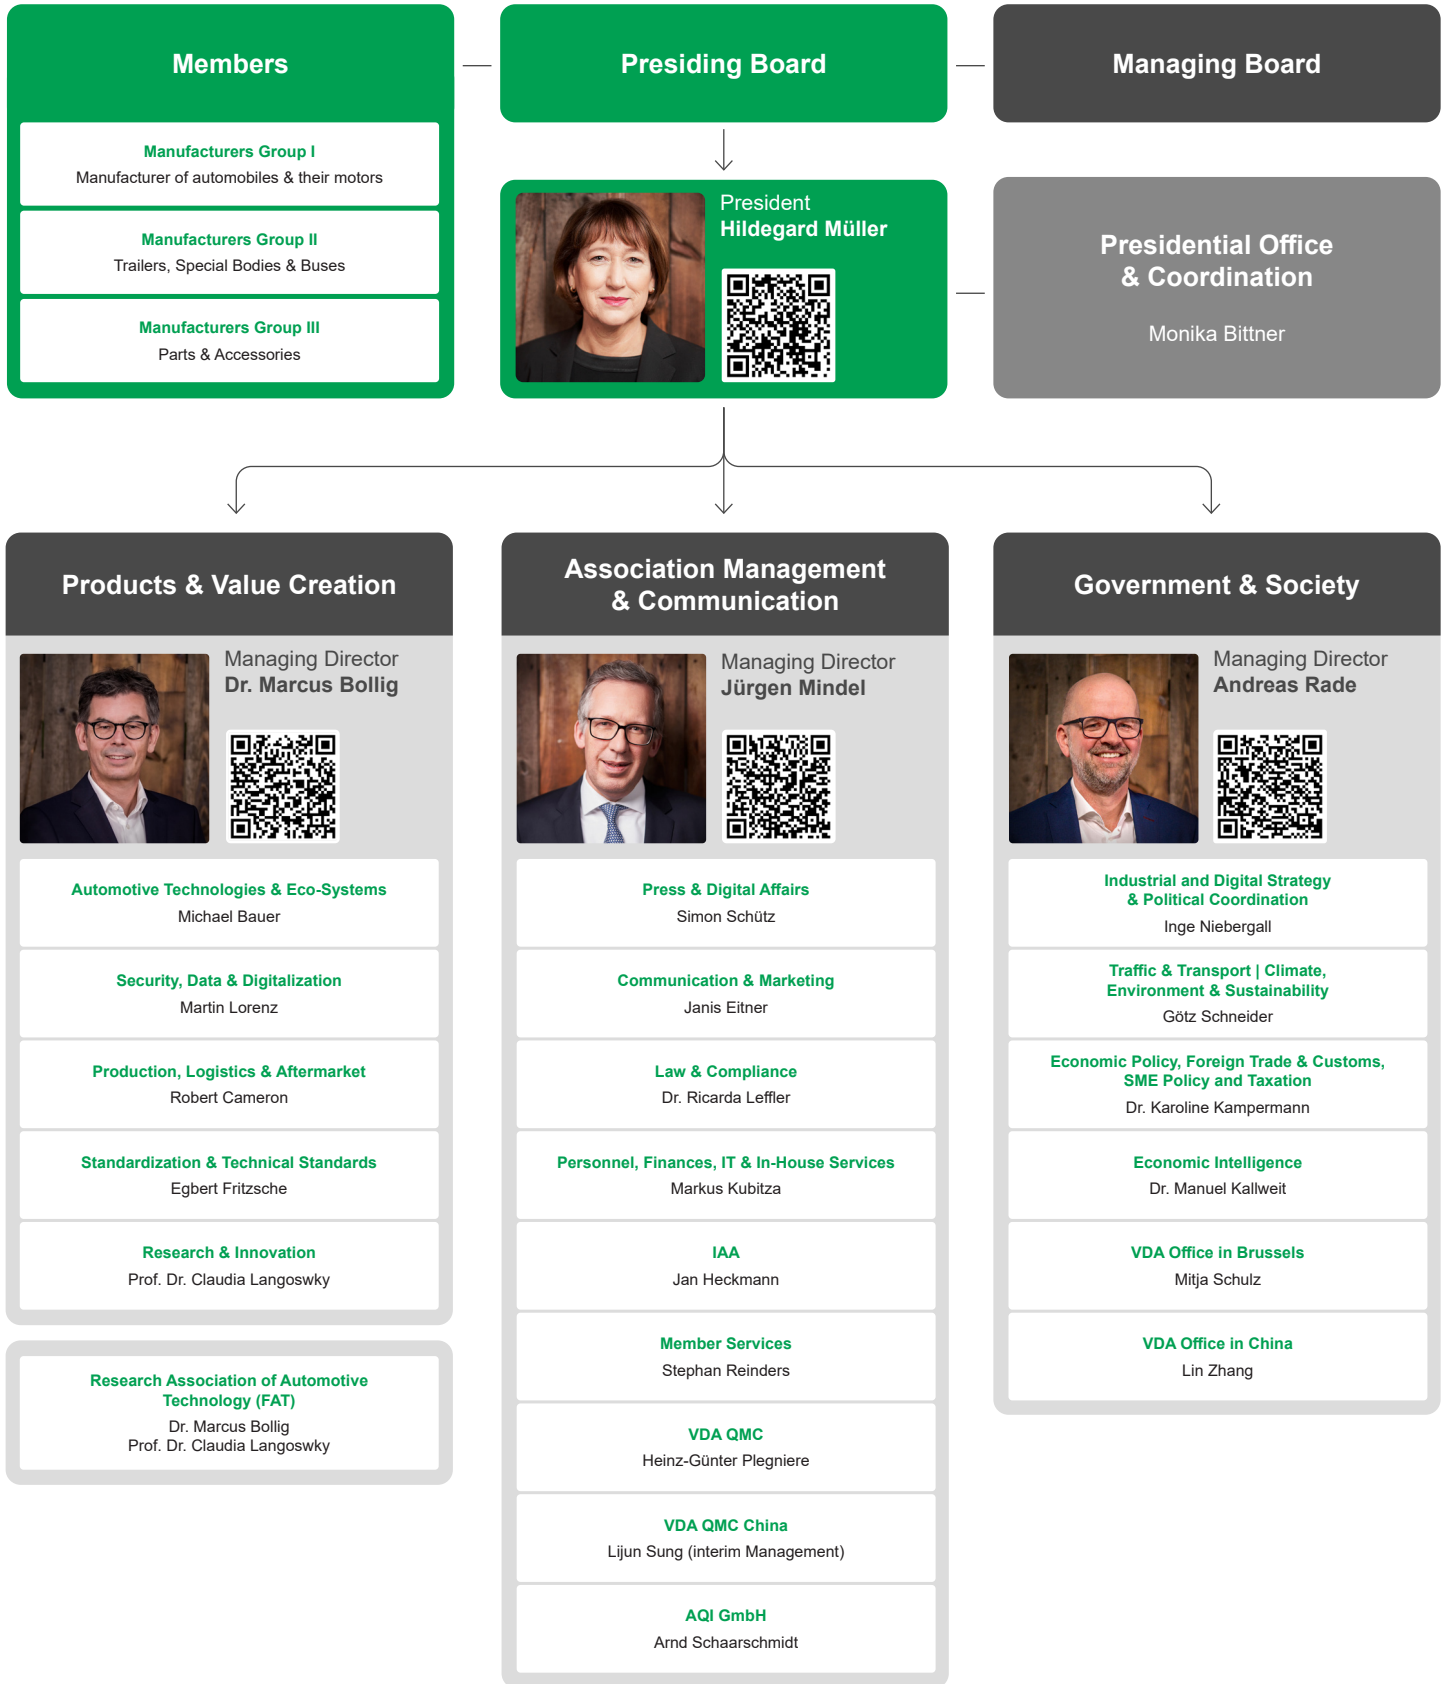 Members
Manufacturers Group I
Manufacturer of automobiles & their motors
Manufacturers Group II
Trailers, Special Bodies & Buses
Manufacturers Group III
Parts & Accessories
Presiding Board
Managing Board
President
Hildegard Müller
Presidential Office
& Coordination
Monika Bittner
Products & Value Creation
Managing Director
Dr. Marcus Bollig
Automotive Technologies & Eco-Systems
Michael Bauer
Security, Data & Digitalization
Martin Lorenz
Production, Logistics & Aftermarket
Robert Cameron
Standardization & Technical Standards
Egbert Fritzsche
Research & Innovation
Prof. Dr. Claudia Langoswky
Research Association of Automotive
Technology (FAT)
Dr. Marcus Bollig
Prof. Dr. Claudia Langoswky
Association Management
& Communication
Managing Director
Jürgen Mindel
Press & Digital Affairs
Simon Schütz
Communication & Marketing
Janis Eitner
Law & Compliance
Dr. Ricarda Leffler
Personnel, Finances, IT & In-House Services
Markus Kubitza
IAA
Jan Heckmann
Member Services
Stephan Reinders
VDA QMC
Heinz-Günter Plegniere
VDA QMC China
Lijun Sung (interim Management)
AQI GmbH
Arnd Schaarschmidt
Government & Society
Managing Director
Andreas Rade
Industrial and Digital Strategy
& Political Coordination
Inge Niebergall
Traffic & Transport | Climate,
Environment & Sustainability
Götz Schneider
Economic Policy, Foreign Trade & Customs,
SME Policy and Taxation
Dr. Karoline Kampermann
Economic Intelligence
Dr. Manuel Kallweit
VDA Office in Brussels
Mitja Schulz
VDA Office in China
Lin Zhang